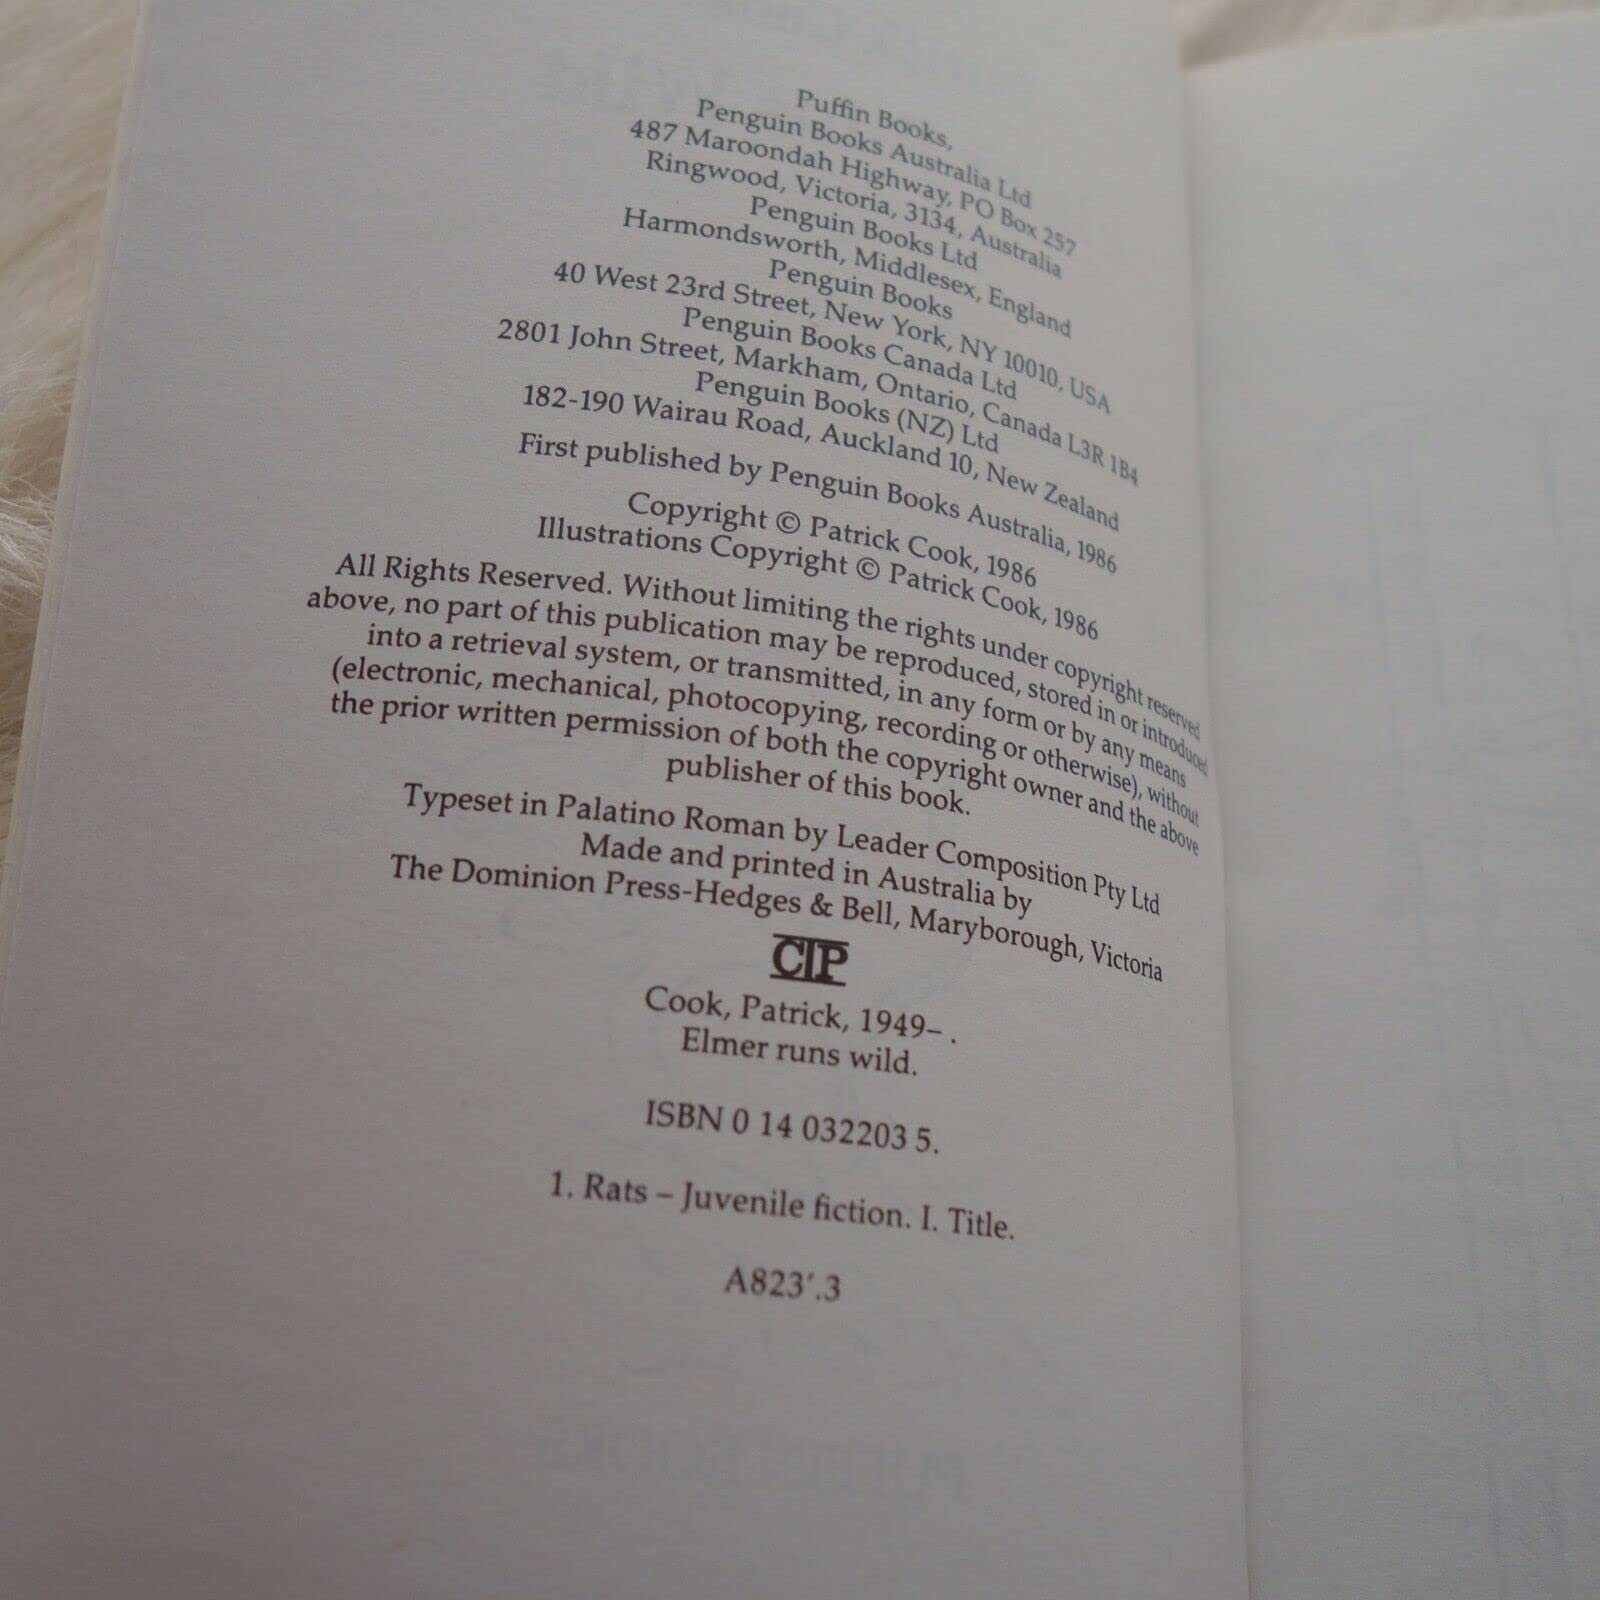 Puffin Books,
Penguin Books Australia Ltd
487 Maroondah Highway, PO Box 257
Ringwood, Victoria, 3134, Australia
Penguin Books Ltd
Harmondsworth, Middlesex, England
Penguin Books
40 West 23rd Street, New York, NY 10010, USA
Penguin Books Canada Ltd
2801 John Street, Markham, Ontario, Canada L3R 1B4
Penguin Books (NZ) Ltd
182-190 Wairau Road, Auckland 10, New Zealand
First published by Penguin Books Australia, 1986
Copyright © Patrick Cook, 1986
Illustrations Copyright © Patrick Cook, 1986
All Rights Reserved. Without limiting the rights under copyright reserved
above, no part of this publication may be reproduced, stored in or introduced
into a retrieval system, or transmitted, in any form or by any means
(electronic, mechanical, photocopying, recording or otherwise), without
the prior written permission of both the copyright owner and the above
publisher of this book.
Typeset in Palatino Roman by Leader Composition Pty Ltd
Made and printed in Australia by
The Dominion Press-Hedges & Bell, Maryborough, Victoria
CIP
Cook, Patrick, 1949– .
Elmer runs wild.
ISBN 0 14 032203 5.
1. Rats – Juvenile fiction. I. Title.
A823'.3